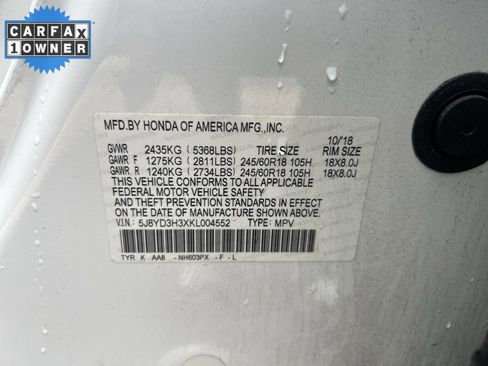 CARFAX
1 OWNER
MFD.BY HONDA OF AMERICA MFG.,INC.
10/'18
GVWR 2435KG (5368LBS) TIRE SIZE RIM SIZE
GAWR F 1275KG (2811LBS) 245/60R18 105H 18X8.0J
GAWR R 1240KG (2734LBS) 245/60R18 105H 18X8.0J
THIS VEHICLE CONFORMS TO ALL APPLICABLE
FEDERAL MOTOR VEHICLE SAFETY
AND THEFT PREVENTION STANDARDS IN EFFECT
ON THE DATE OF MANUFACTURE SHOWN ABOVE.
V.I.N: 5J8YD3H3XKL004552 TYPE: MPV
TYR K AA8 -NH603PX -F -L